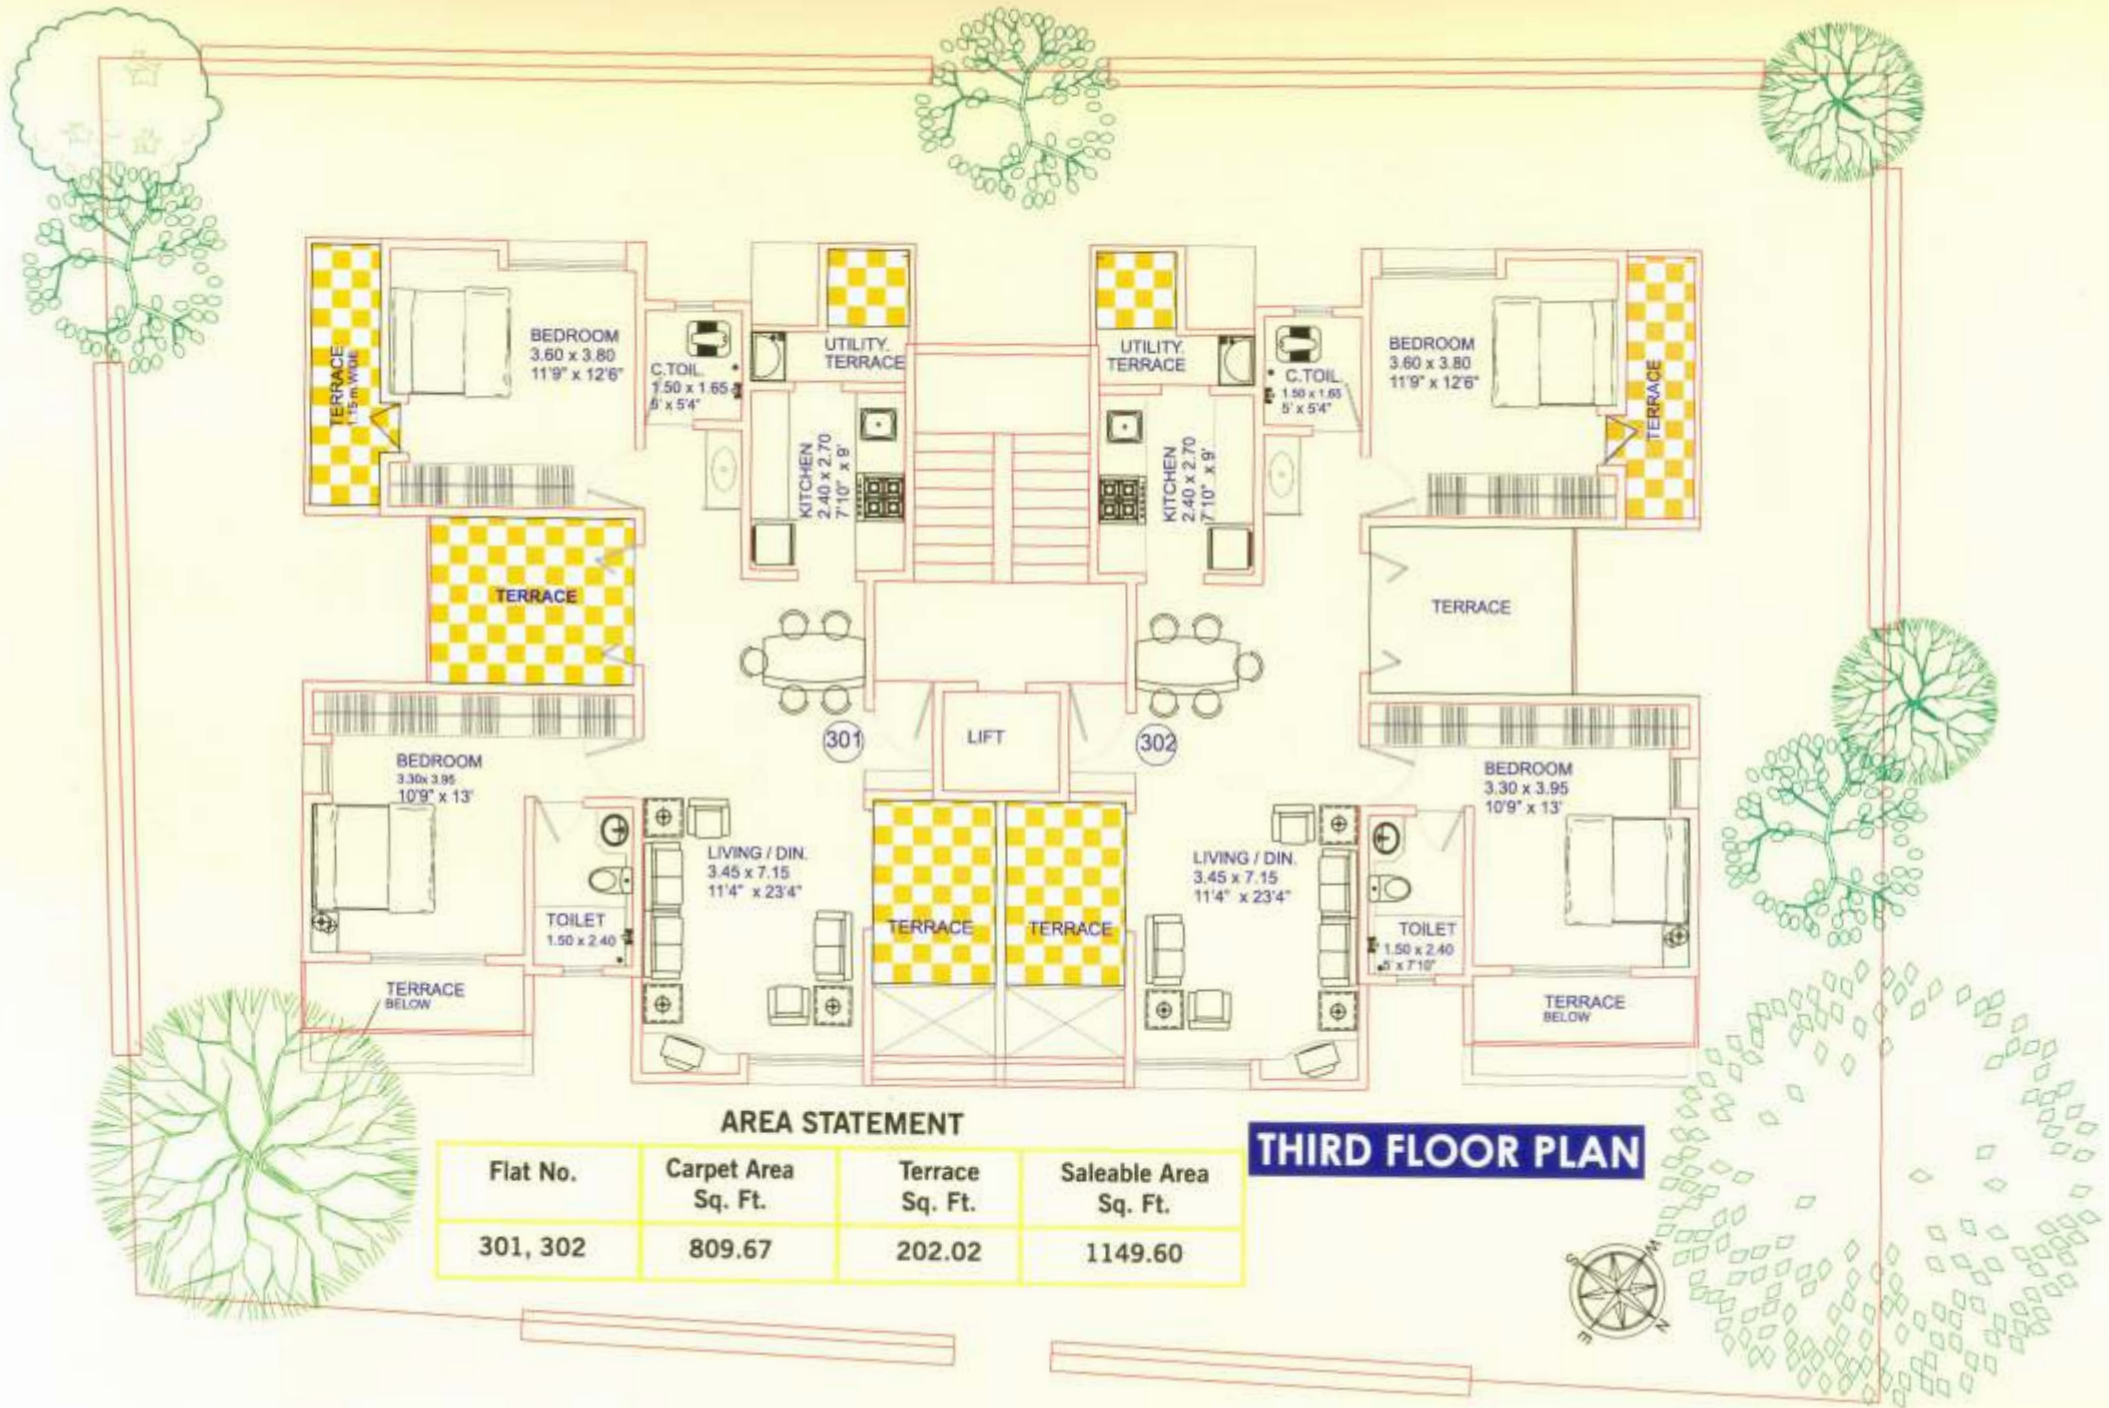 TERRACE
1.15 m WIDE
BEDROOM
3.60 x 3.80
11'9" x 12'6"
C.TOIL.
1.50 x 1.65
5' x 5'4"
UTILITY.
TERRACE
KITCHEN
2.40 x 2.70
7'10" x 9'
UTILITY.
TERRACE
KITCHEN
2.40 x 2.70
7'10" x 9'
C.TOIL.
1.50 x 1.65
5' x 5'4"
BEDROOM
3.60 x 3.80
11'9" x 12'6"
TERRACE
TERRACE
TERRACE
301
LIFT
302
BEDROOM
3.30x 3.95
10'9" x 13'
TOILET
1.50 x 2.40
LIVING / DIN.
3.45 x 7.15
11'4" x 23'4"
TERRACE
TERRACE
LIVING / DIN.
3.45 x 7.15
11'4" x 23'4"
TOILET
1.50 x 2.40
5' x 7'10"
BEDROOM
3.30 x 3.95
10'9" x 13'
TERRACE
BELOW
TERRACE
BELOW
AREA STATEMENT
THIRD FLOOR PLAN
Flat No. Carpet Area Terrace Saleable Area
Sq. Ft. Sq. Ft. Sq. Ft.
301, 302 809.67 202.02 1149.60
S W
E N